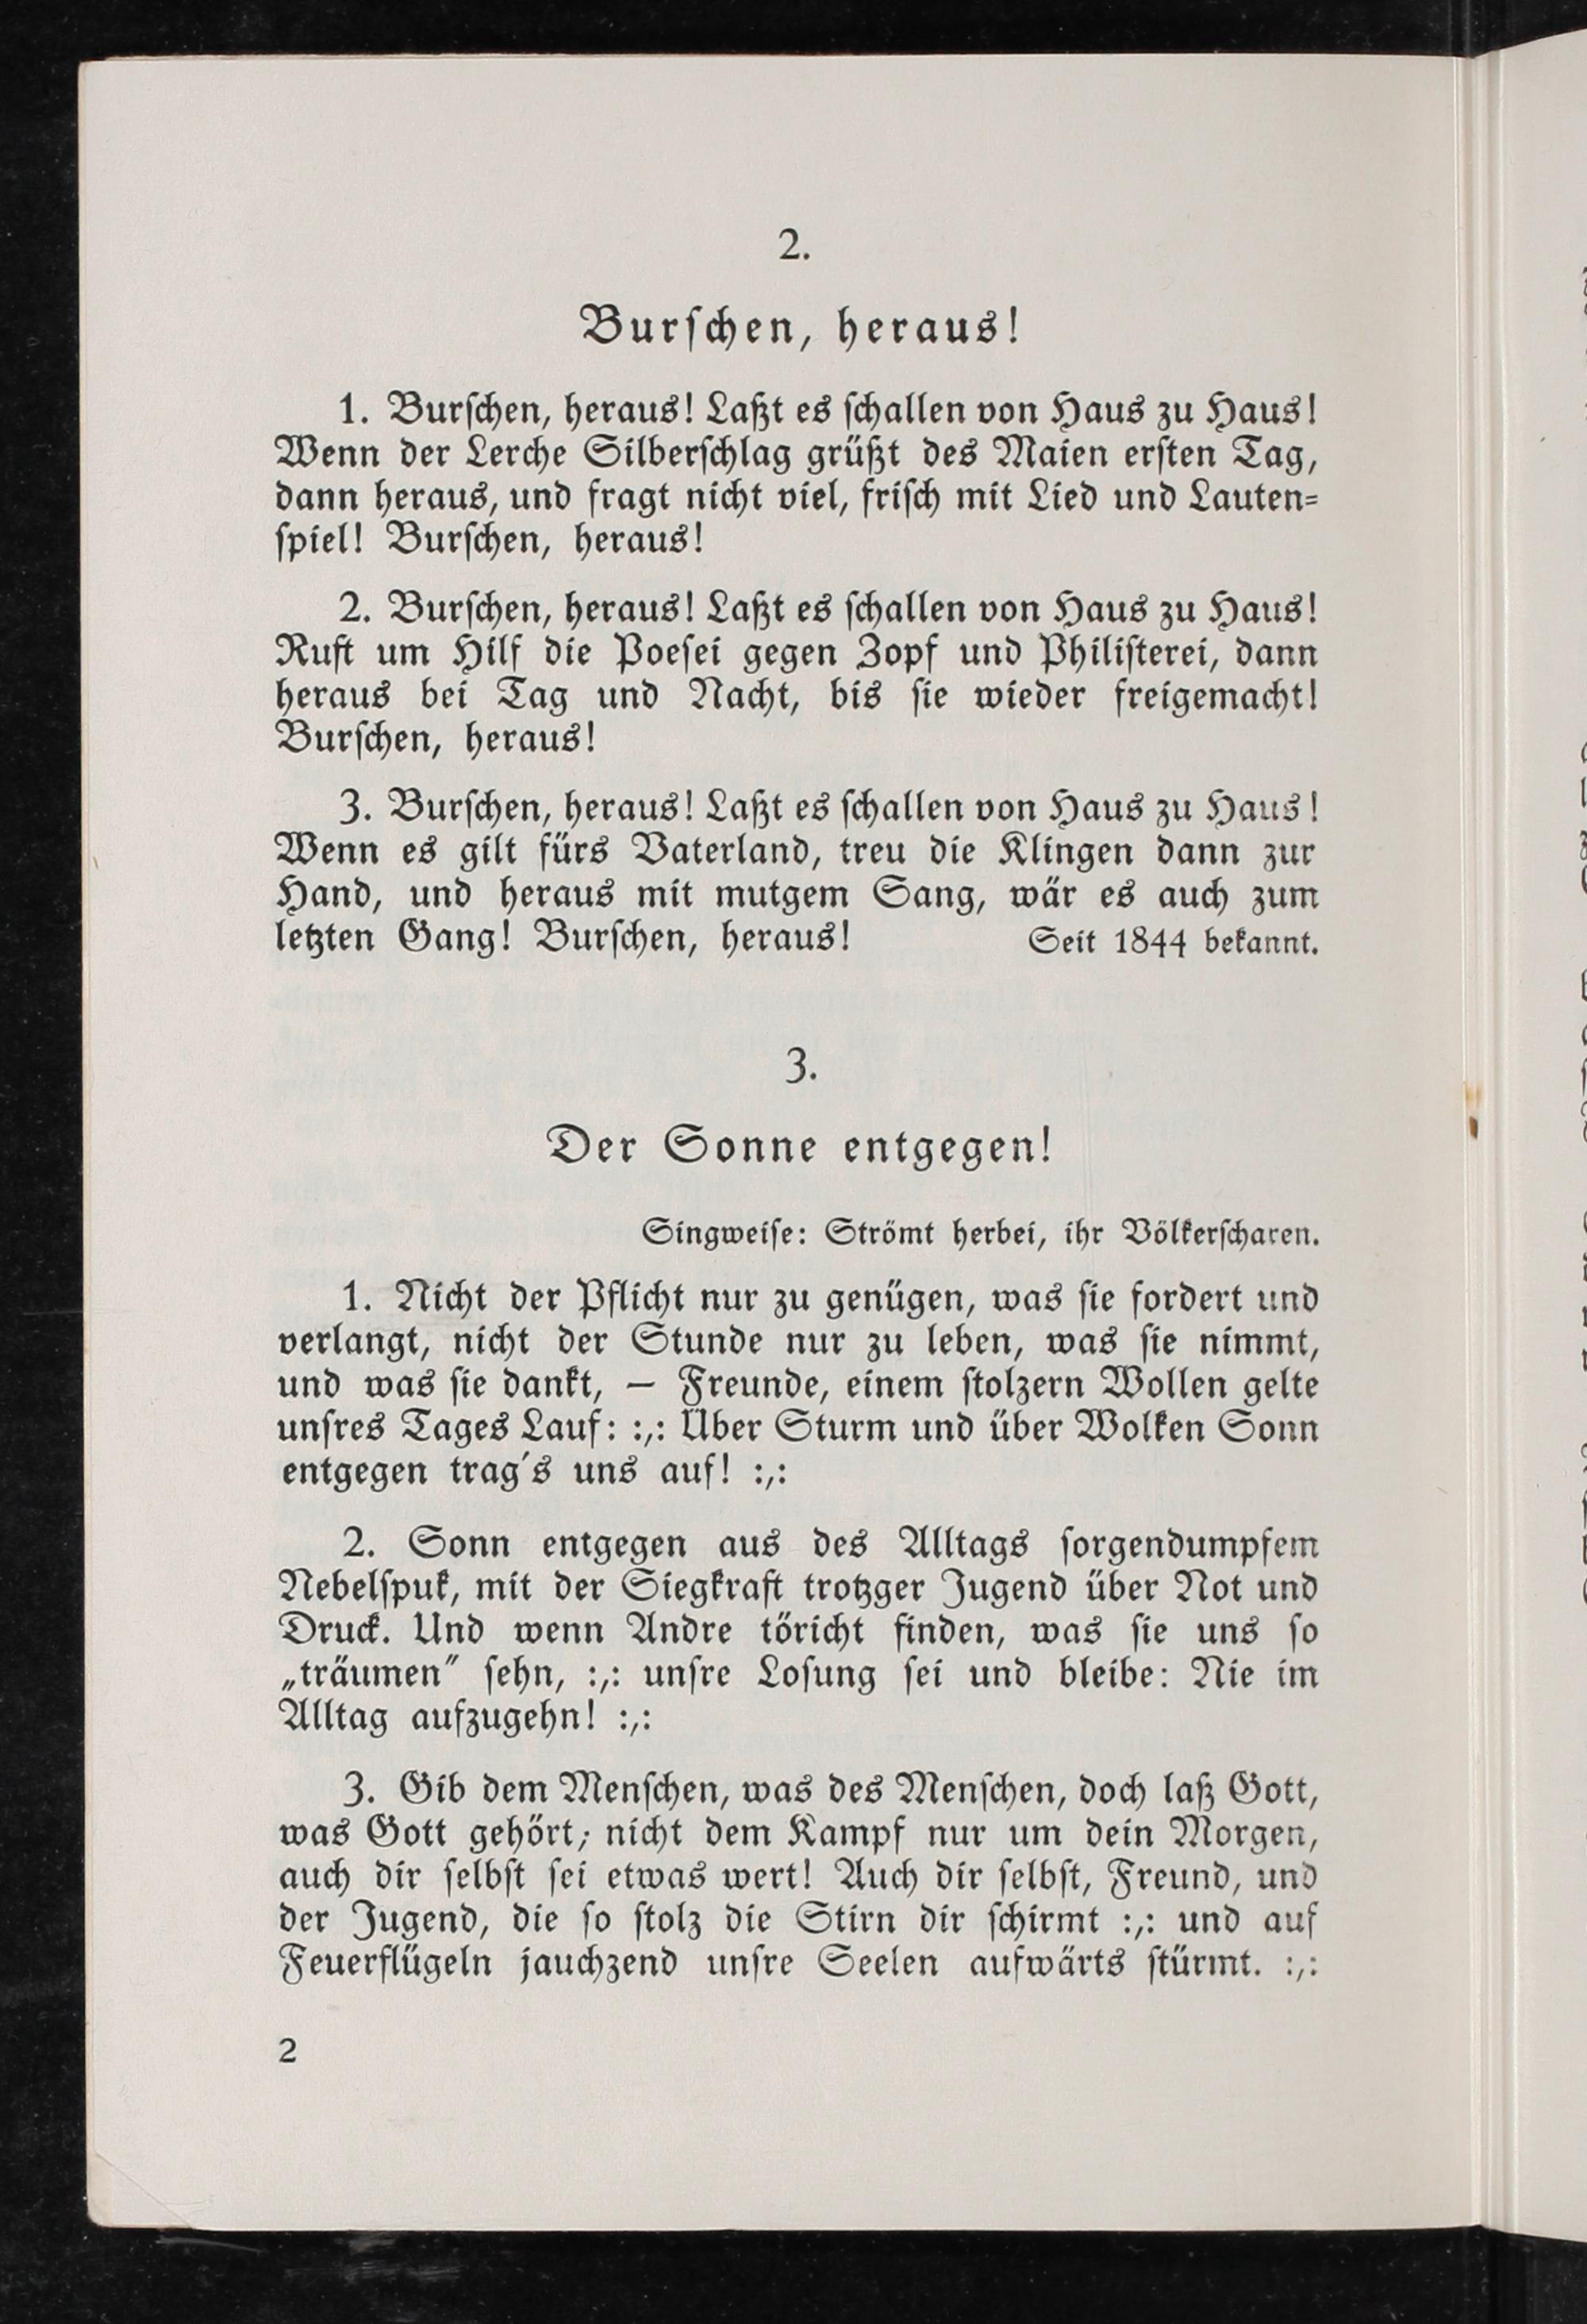 2.
Burſchen, heraus!
1. Burſchen, heraus! Laßt es ſchallen von Haus zu Haus!
Wenn der Lerche Silberſchlag grüßt des Maien erſten Tag,
dann heraus, und fragt nicht viel, friſch mit Lied und Lauten=
ſpiel! Burſchen, heraus!
2. Burſchen, heraus! Laßt es ſchallen von Haus zu Haus!
Ruft um Hilf die Poeſei gegen Zopf und Philiſterei, dann
heraus bei Tag und Nacht, bis ſie wieder freigemacht!
Burſchen, heraus!
3. Burſchen, heraus! Laßt es ſchallen von Haus zu Haus!
Wenn es gilt fürs Vaterland, treu die Klingen dann zur
Hand, und heraus mit mutgem Sang, wär es auch zum
letzten Gang! Burſchen, heraus! Seit 1844 bekannt.
3.
Der Sonne entgegen!
Singweiſe: Strömt herbei, ihr Völkerſcharen.
1. Nicht der Pflicht nur zu genügen, was ſie fordert und
verlangt, nicht der Stunde nur zu leben, was ſie nimmt,
und was ſie dankt, — Freunde, einem ſtolzern Wollen gelte
unſres Tages Lauf: :,: Über Sturm und über Wolken Sonn
entgegen trag's uns auf! :,:
2. Sonn entgegen aus des Alltags ſorgendumpfem
Nebelſpuk, mit der Siegkraft trotzger Jugend über Not und
Druck. Und wenn Andre töricht finden, was ſie uns ſo
„träumen" ſehn, :,: unſre Loſung ſei und bleibe: Nie im
Alltag aufzugehn! :,:
3. Gib dem Menſchen, was des Menſchen, doch laß Gott,
was Gott gehört; nicht dem Kampf nur um dein Morgen,
auch dir ſelbſt ſei etwas wert! Auch dir ſelbſt, Freund, und
der Jugend, die ſo ſtolz die Stirn dir ſchirmt :,: und auf
Feuerflügeln jauchzend unſre Seelen aufwärts ſtürmt. :,:
2